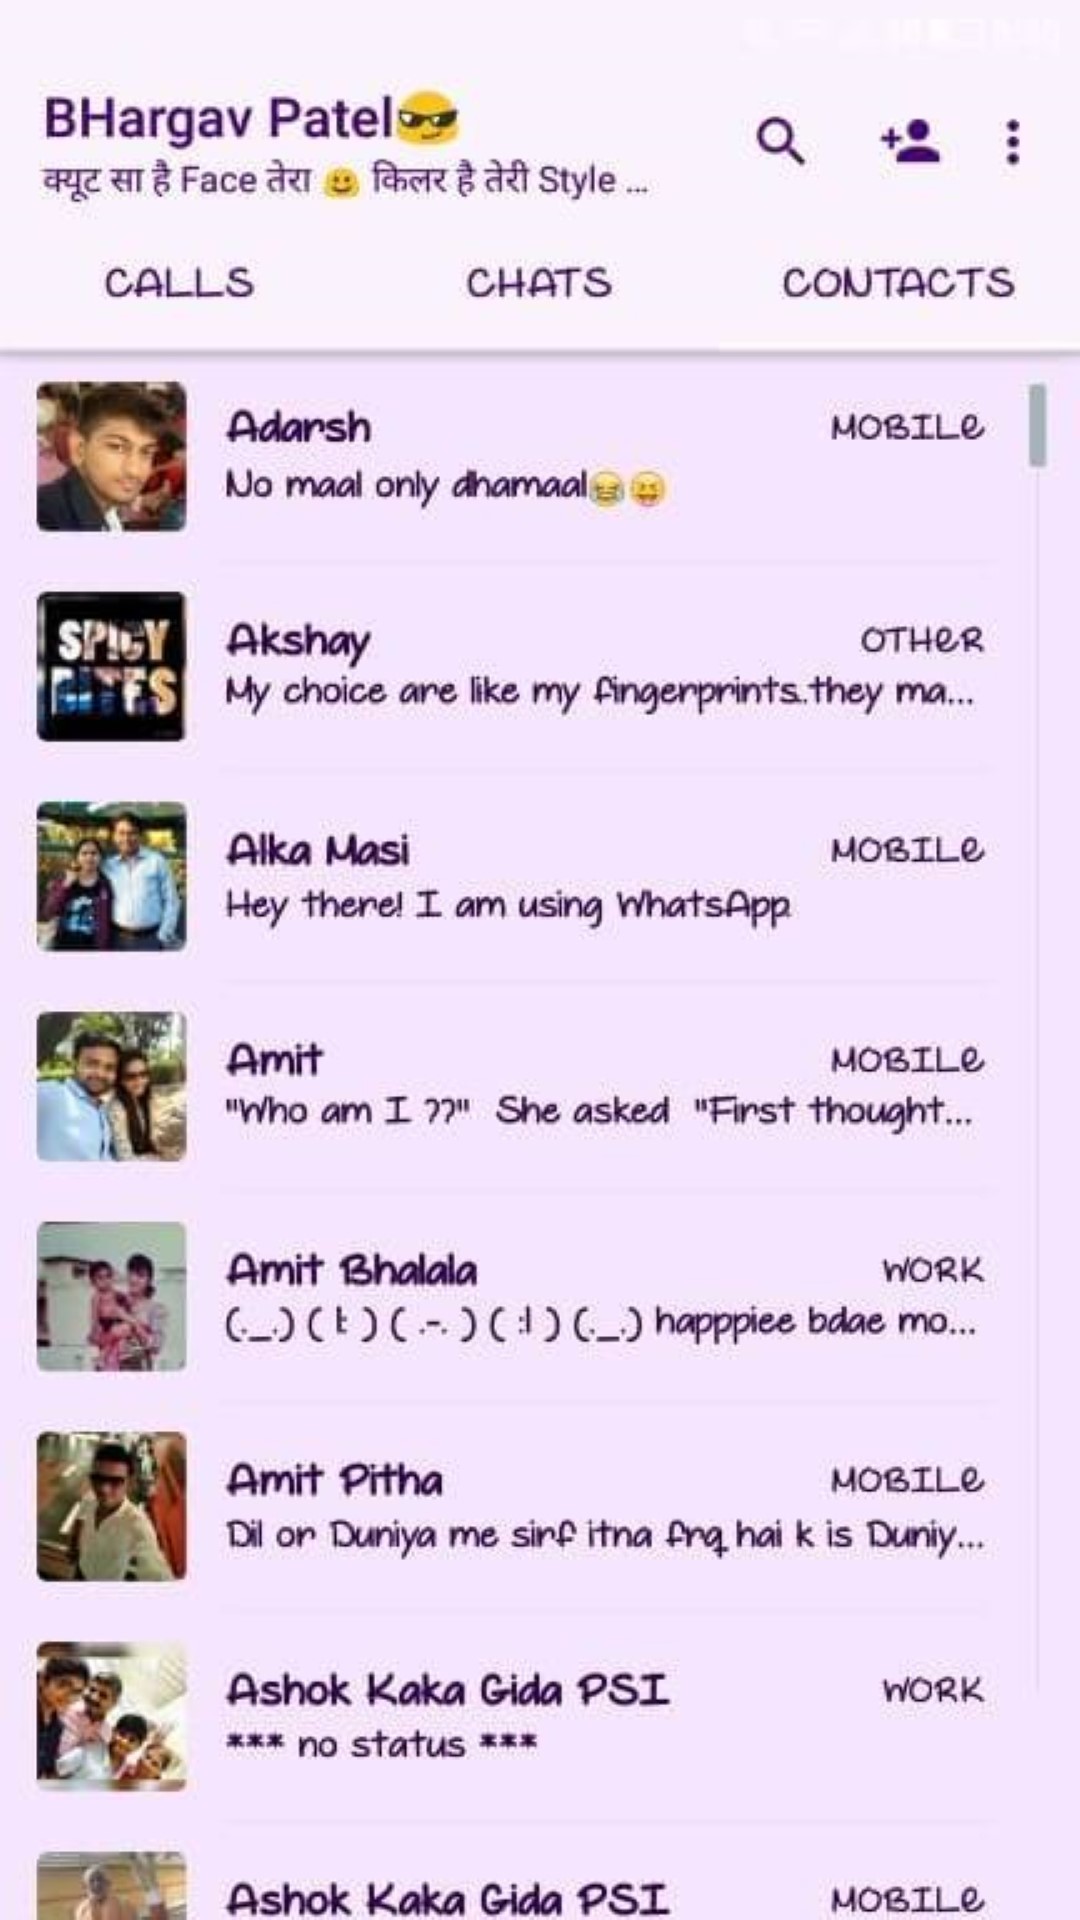 BHargav Patel😎
क्यूट सा है Face तेरा 🙂 किलर है तेरी Style ...
CALLS CHATS CONTACTS
Adarsh MOBILe
No maal only dhamaal😂😝
SPICY
Akshay OTHeR
My choice are like my fingerprints..they ma...
Alka Masi MOBILe
Hey there! I am using WhatsApp
Amit MOBILe
"Who am I ??" She asked "First thought...
Amit Bhalala WORK
(._.) ( l: ) ( .-. ) ( :l ) (._.) happpiee bdae mo...
Amit Pitha MOBILe
Dil or Duniya me sirf itna frq hai k is Duniy...
Ashok Kaka Gida PSI WORK
*** no status ***
Ashok Kaka Gida PSI MOBILe